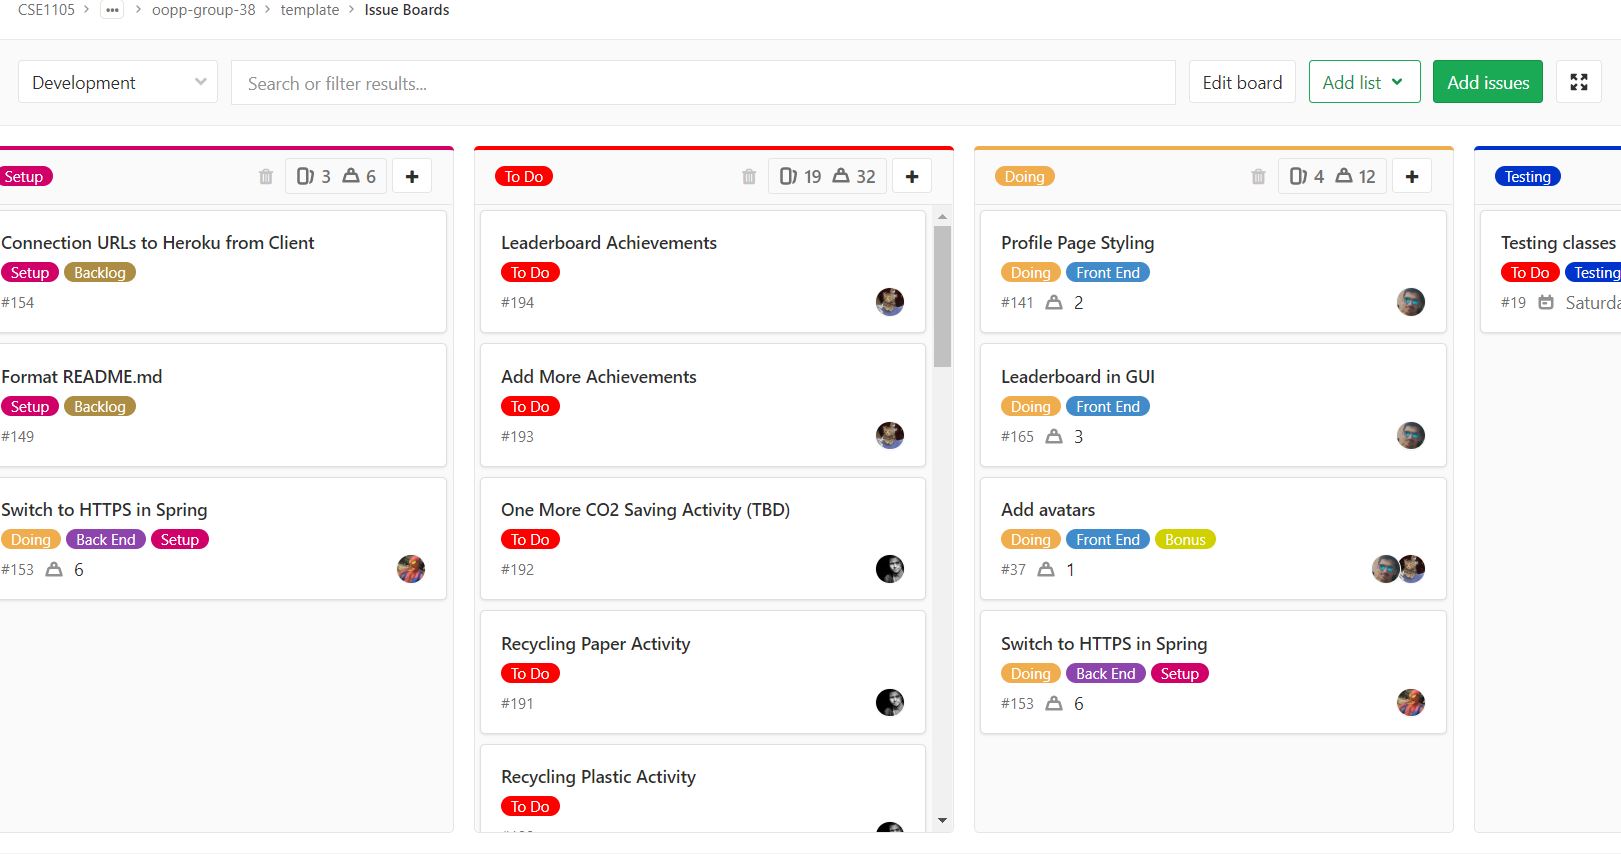 CSE1105 > ... > oopp-group-38 > template > Issue Boards
Development
Search or filter results...
Edit board
Add list
Add issues
Setup
3 6
Connection URLs to Heroku from Client
Setup Backlog
#154
Format README.md
Setup Backlog
#149
Switch to HTTPS in Spring
Doing Back End Setup
#153 6
To Do
19 32
Leaderboard Achievements
To Do
#194
Add More Achievements
To Do
#193
One More CO2 Saving Activity (TBD)
To Do
#192
Recycling Paper Activity
To Do
#191
Recycling Plastic Activity
To Do
Doing
4 12
Profile Page Styling
Doing Front End
#141 2
Leaderboard in GUI
Doing Front End
#165 3
Add avatars
Doing Front End Bonus
#37 1
Switch to HTTPS in Spring
Doing Back End Setup
#153 6
Testing
Testing classes
To Do Testing
#19 Saturda